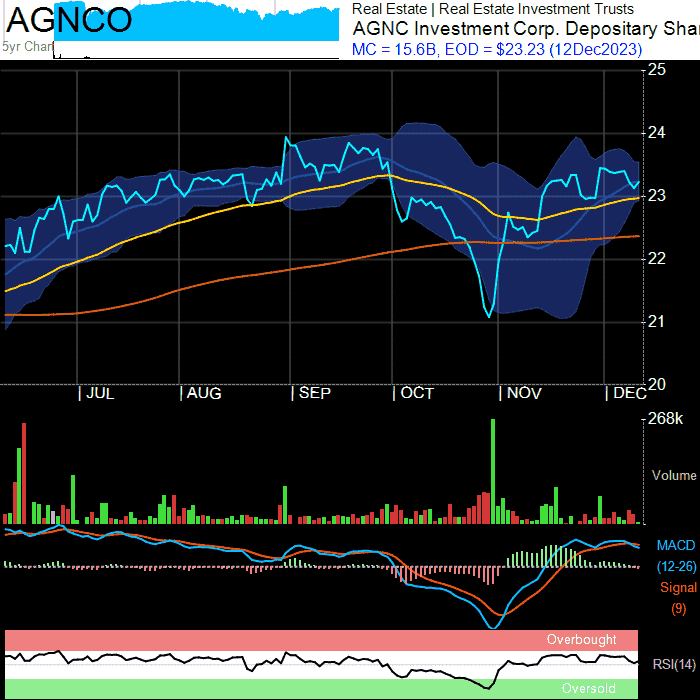 AGNCO
5yr Chart
Real Estate | Real Estate Investment Trusts
AGNC Investment Corp. Depositary Shar
MC = 15.6B, EOD = $23.23 (12Dec2023)
25
24
23
22
21
20
| JUL | AUG | SEP | OCT | NOV | DEC
268k
Volume
MACD
(12-26)
Signal
(9)
Overbought
RSI(14)
Oversold